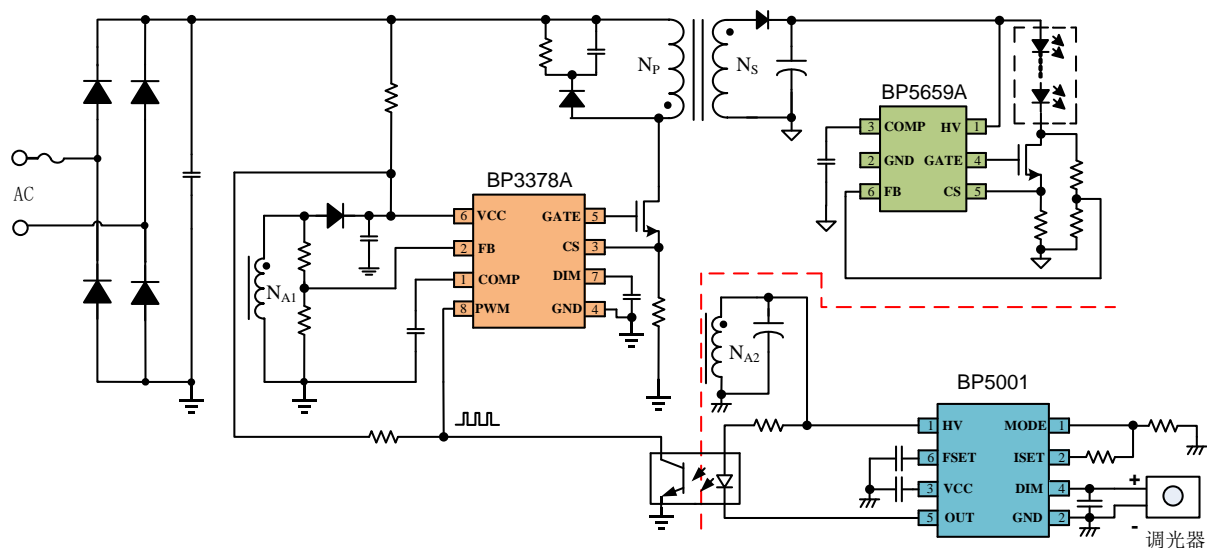 AC
N_P
N_S
BP5659A
3 COMP HV 1
2 GND GATE 4
6 FB CS 5
BP3378A
6 VCC GATE 5
2 FB CS 3
1 COMP DIM 7
8 PWM GND 4
N_A1
N_A2
BP5001
1 HV MODE 1
6 FSET ISET 2
3 VCC DIM 4
5 OUT GND 2
+
-
调光器